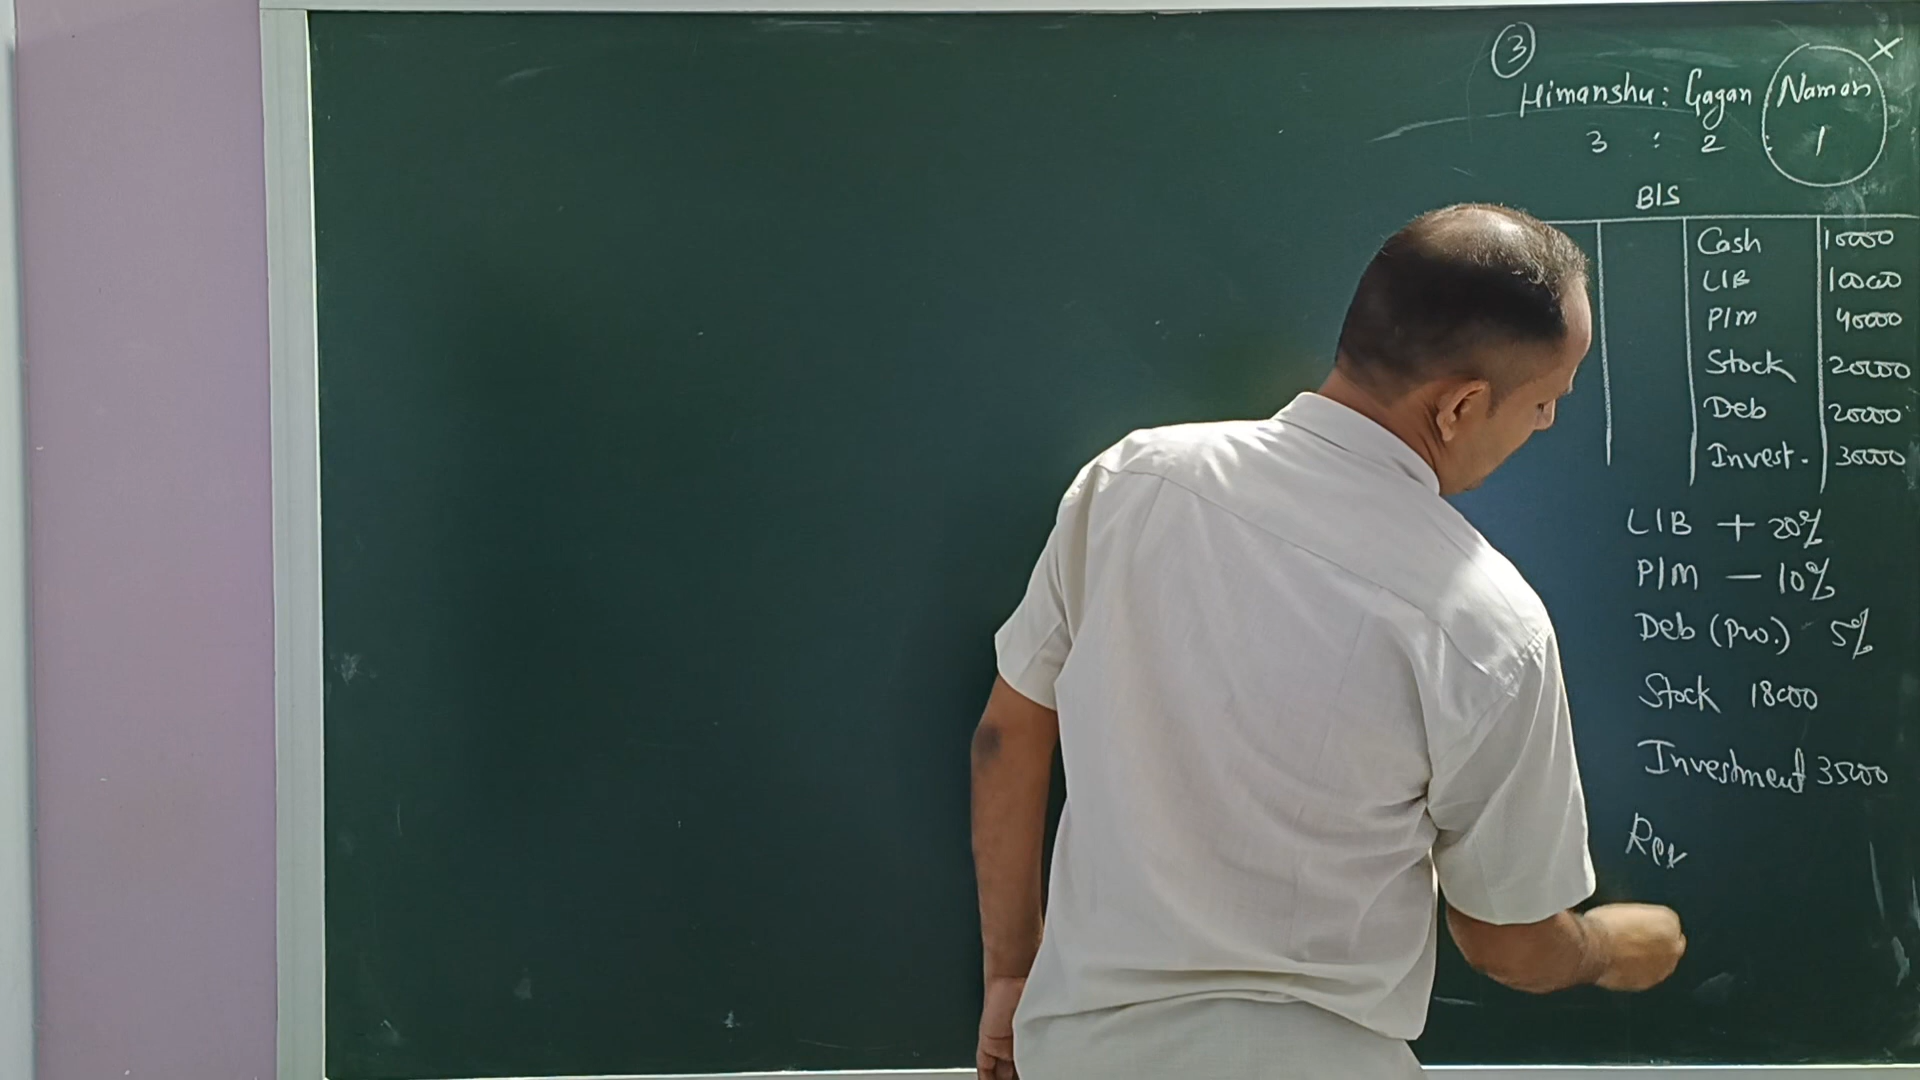 3
Himanshu : Gagan Naman X
3 : 2 : 1
B/S
Cash 10000
L/B 100000
P/M 40000
Stock 20000
Deb 20000
Invest. 30000
L/B + 20%
P/M – 10%
Deb (pro.) 5%
Stock 18000
Investment 35000
Rev